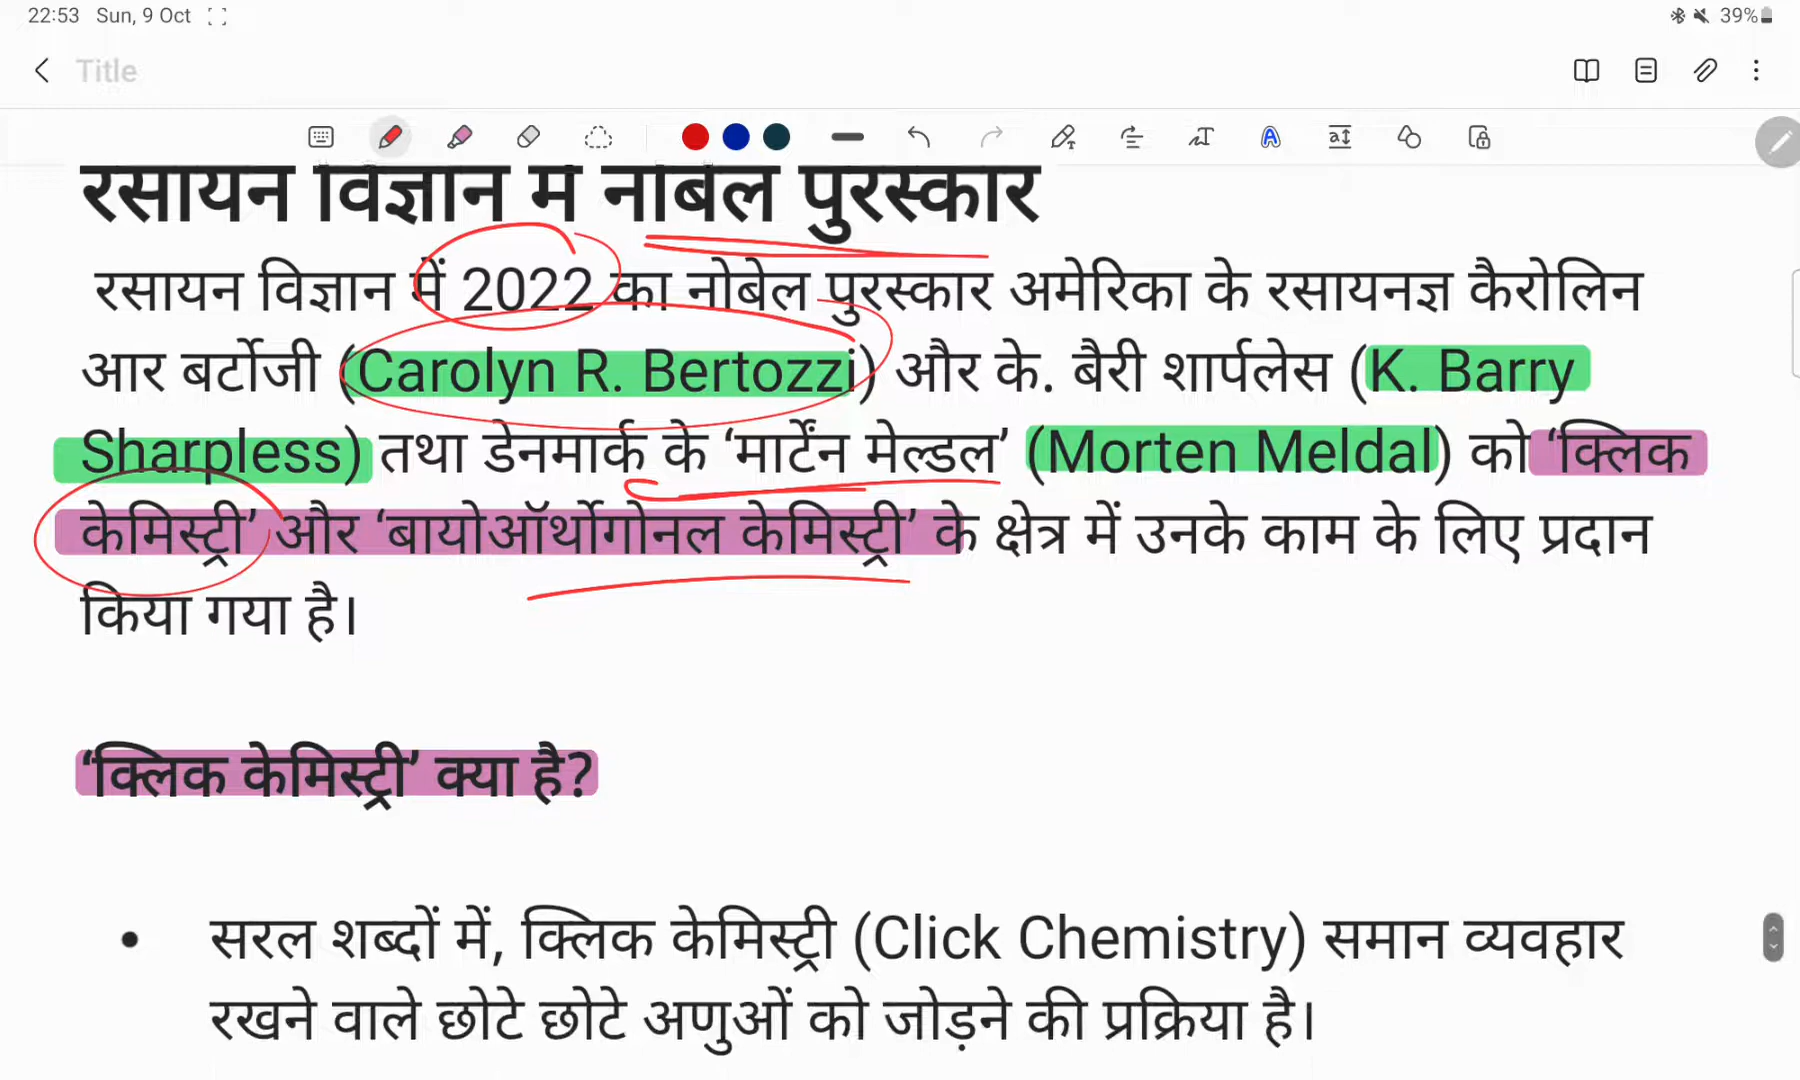 22:53 Sun, 9 Oct 39%
Title
रसायन विज्ञान में नोबेल पुरस्कार
रसायन विज्ञान में 2022 का नोबेल पुरस्कार अमेरिका के रसायनज्ञ कैरोलिन
आर बर्टोजी (Carolyn R. Bertozzi) और के. बैरी शार्पलेस (K. Barry
Sharpless) तथा डेनमार्क के ‘मार्टेन मेल्डल’ (Morten Meldal) को ‘क्लिक
केमिस्ट्री’ और ‘बायोऑर्थोगोनल केमिस्ट्री’ के क्षेत्र में उनके काम के लिए प्रदान
किया गया है।
‘क्लिक केमिस्ट्री’ क्या है?
• सरल शब्दों में, क्लिक केमिस्ट्री (Click Chemistry) समान व्यवहार
रखने वाले छोटे छोटे अणुओं को जोड़ने की प्रक्रिया है।